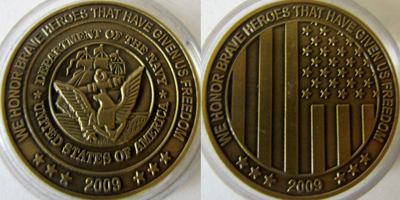 WE HONOR BRAVE HEROES THAT HAVE GIVEN US FREEDOM
DEPARTMENT OF THE NAVY
UNITED STATES OF AMERICA
2009
WE HONOR BRAVE HEROES THAT HAVE GIVEN US FREEDOM
2009